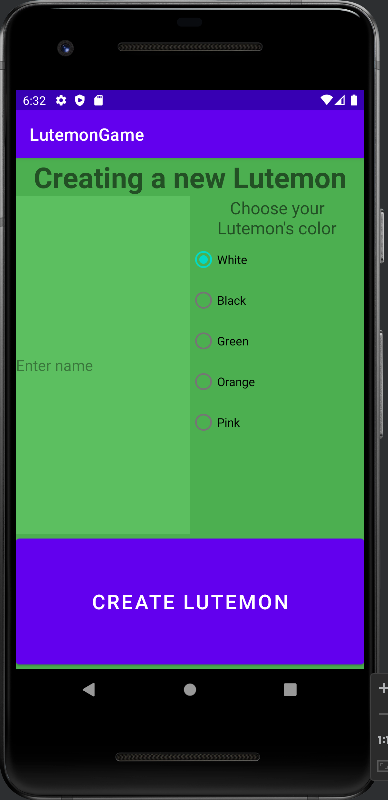 6:32
LutemonGame
Creating a new Lutemon
Choose your
Lutemon's color
White
Black
Green
Enter name
Orange
Pink
CREATE LUTEMON